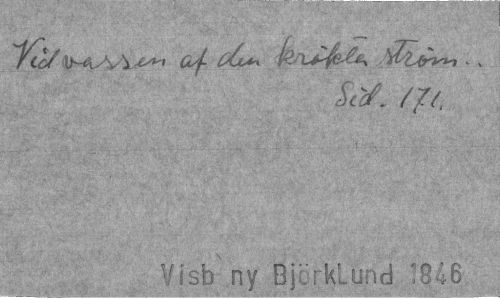 Vid vassen af den krökta ström..
Sid. 171.
Visb ny Björklund 1846